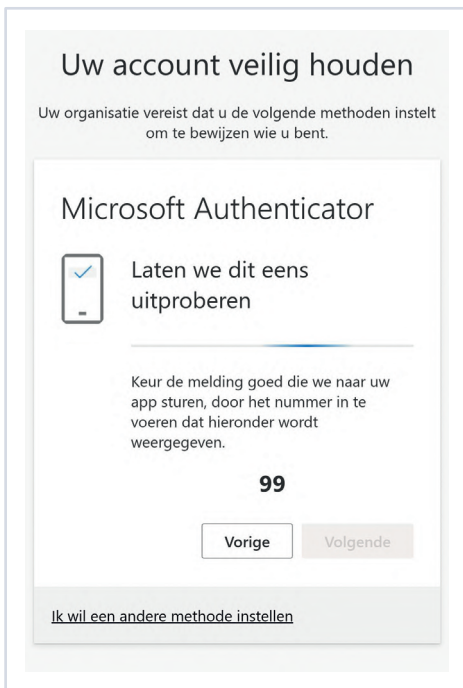 Uw account veilig houden
Uw organisatie vereist dat u de volgende methoden instelt
om te bewijzen wie u bent.
Microsoft Authenticator
Laten we dit eens
uitproberen
Keur de melding goed die we naar uw
app sturen, door het nummer in te
voeren dat hieronder wordt
weergegeven.
99
Vorige
Volgende
Ik wil een andere methode instellen